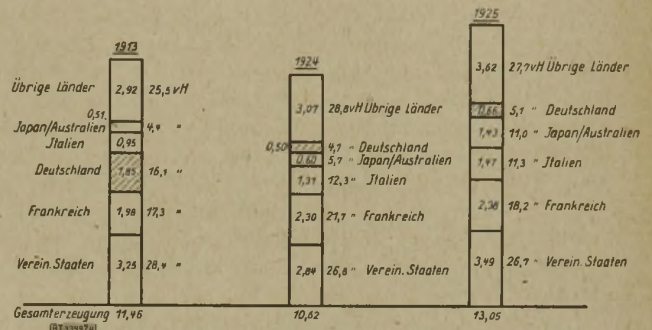 1913
Übrige Länder 2,92 25,5 vH
0,51
Japan/Australien 4,4 "
Jtalien 0,95
Deutschland 1,85 16,1 "
Frankreich 1,98 17,3 "
Verein. Staaten 3,25 28,4 "
1924
3,07 28,8 vH Übrige Länder
0,50 4,7 " Deutschland
0,60 5,7 " Japan/Australien
1,31 12,3 " Jtalien
2,30 21,7 " Frankreich
2,84 26,8 " Verein. Staaten
1925
3,62 27,7 vH Übrige Länder
0,66 5,1 " Deutschland
1,43 11,0 " Japan/Australien
1,47 11,3 " Jtalien
2,38 18,2 " Frankreich
3,49 26,7 " Verein. Staaten
Gesamterzeugung 11,46 10,62 13,05